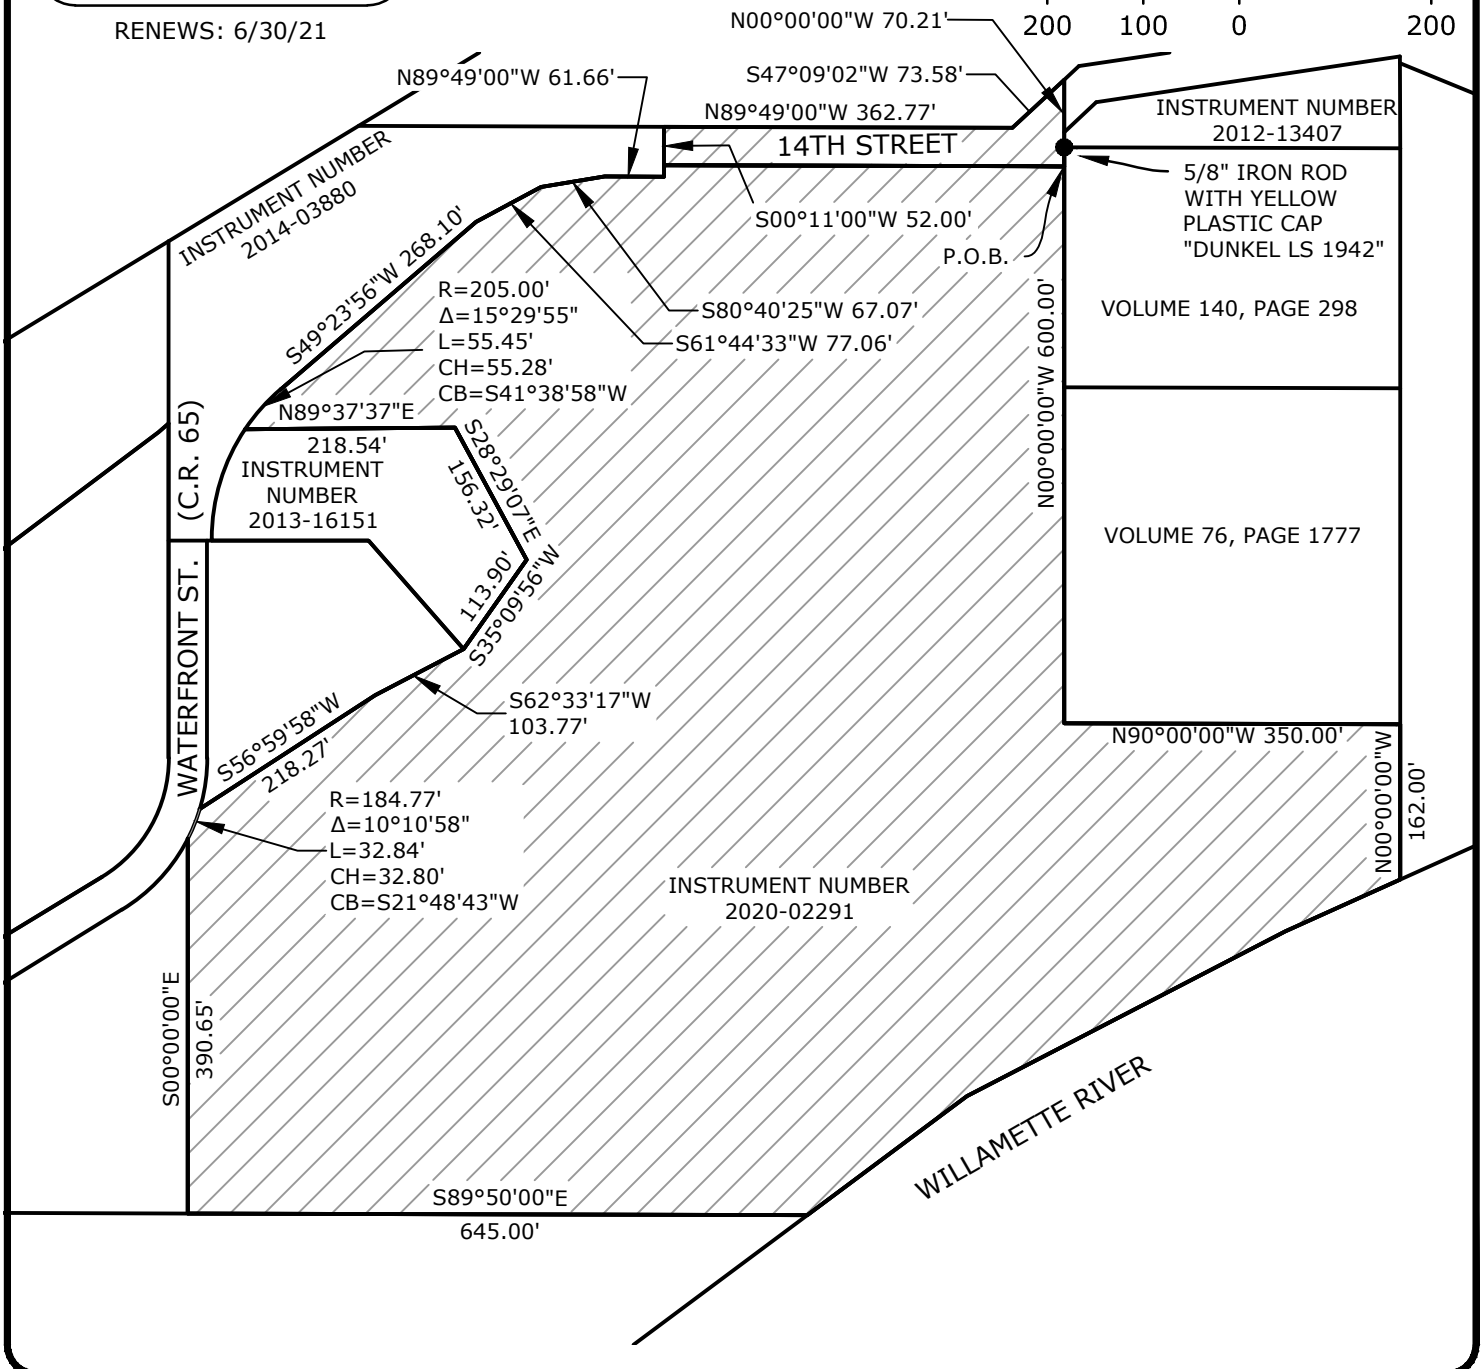 RENEWS: 6/30/21
N00°00'00"W 70.21'
200 100 0 200
N89°49'00"W 61.66'
S47°09'02"W 73.58'
N89°49'00"W 362.77'
INSTRUMENT NUMBER
2012-13407
14TH STREET
INSTRUMENT NUMBER
2014-03880
5/8" IRON ROD
WITH YELLOW
PLASTIC CAP
"DUNKEL LS 1942"
S00°11'00"W 52.00'
P.O.B.
S49°23'56"W 268.10'
R=205.00'
Δ=15°29'55"
L=55.45'
CH=55.28'
CB=S41°38'58"W
S80°40'25"W 67.07'
S61°44'33"W 77.06'
N00°00'00"W 600.00'
VOLUME 140, PAGE 298
N89°37'37"E
218.54'
INSTRUMENT
NUMBER
2013-16151
S28°29'07"E
156.32'
(C.R. 65)
WATERFRONT ST.
VOLUME 76, PAGE 1777
113.90'
S35°09'56"W
S62°33'17"W
103.77'
S56°59'58"W
218.27'
N90°00'00"W 350.00'
N00°00'00"W
162.00'
R=184.77'
Δ=10°10'58"
L=32.84'
CH=32.80'
CB=S21°48'43"W
INSTRUMENT NUMBER
2020-02291
S00°00'00"E
390.65'
WILLAMETTE RIVER
S89°50'00"E
645.00'